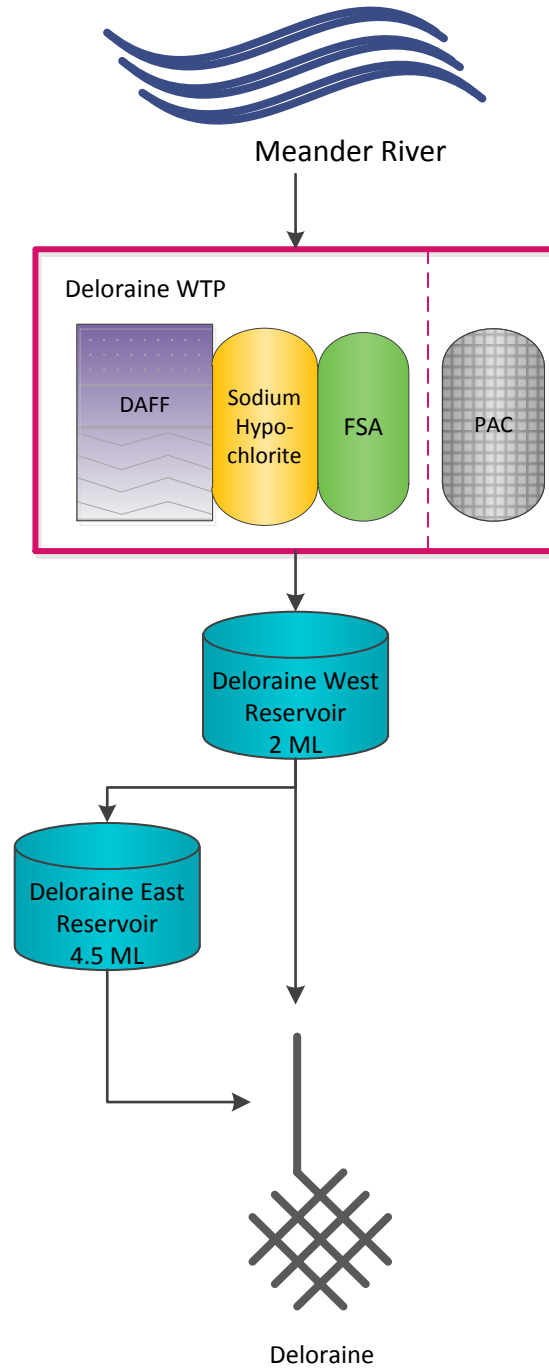 Meander River
Deloraine WTP
DAFF
Sodium
Hypo-
chlorite
FSA
PAC
Deloraine West
Reservoir
2 ML
Deloraine East
Reservoir
4.5 ML
Deloraine